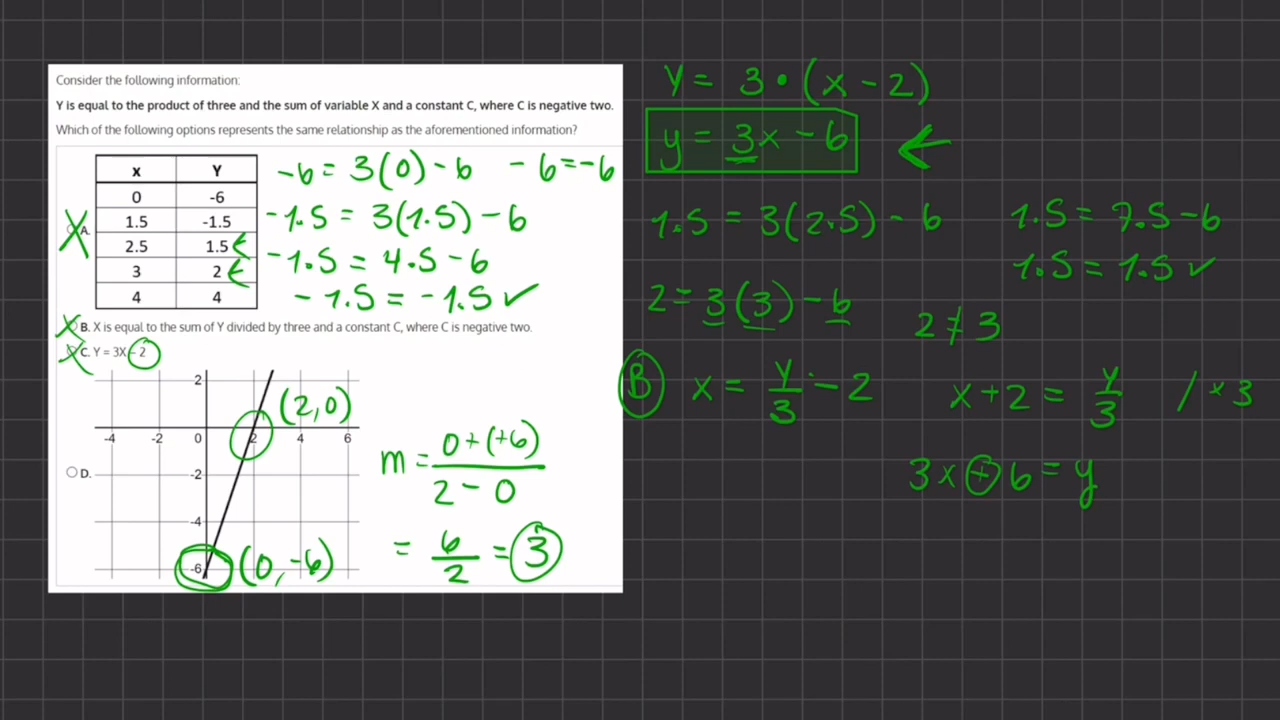 Consider the following information:
Y is equal to the product of three and the sum of variable X and a constant C, where C is negative two.
Which of the following options represents the same relationship as the aforementioned information?
X Y
0 -6
1.5 -1.5
2.5 1.5
3 2
4 4
X A.
-6 = 3(0) - 6 -6 = -6
-1.5 = 3(1.5) - 6
-1.5 = 4.5 - 6
-1.5 = -1.5 ✓
X B. X is equal to the sum of Y divided by three and a constant C, where C is negative two.
X C. Y = 3X - 2
D.
2
-4 -2 0 2 4 6
-2
-4
-6
(2,0)
(0,-6)
m = 0+(+6) / 2-0
= 6/2 = 3
Y = 3 • (x - 2)
y = 3x - 6 ←
1.5 = 3(2.5) - 6 1.5 = 7.5 - 6
1.5 = 1.5 ✓
2 = 3(3) - 6 2 ≠ 3
B x = y/3 - 2 x + 2 = y/3 / × 3
3x + 6 = y